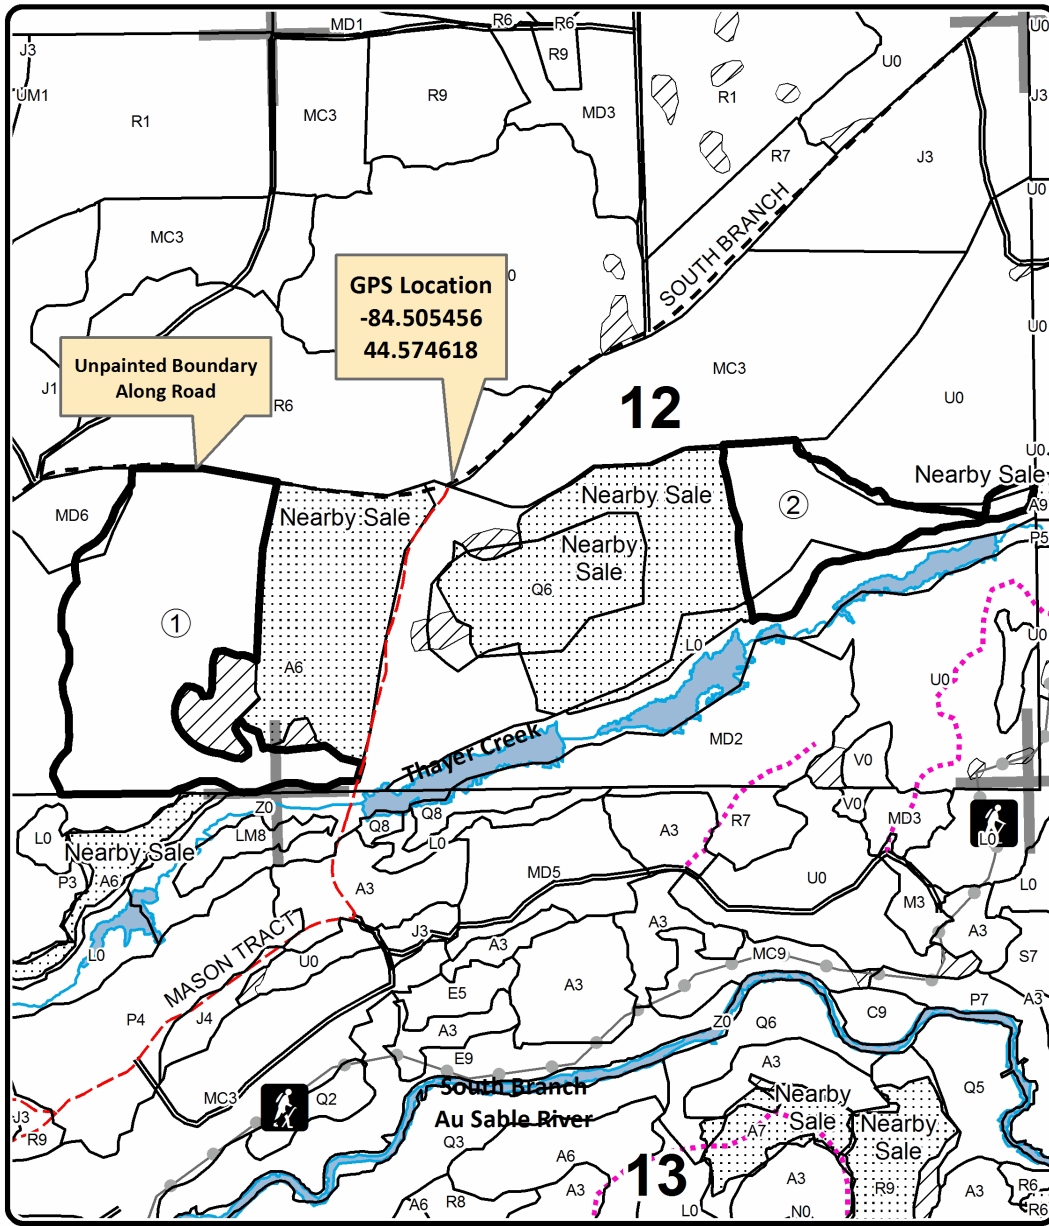 MD1
R6
R6
U0
J3
R9
U0
UM1
R9
R1
J3
MC3
MD3
R1
R7
J3
U0
MC3
SOUTH BRANCH
GPS Location
-84.505456
44.574618
0
U0
Unpainted Boundary
Along Road
MC3
J1
R6
12
U0
U0
Nearby Sale
Nearby Sale
A9
MD6
Nearby Sale
2
P5
Nearby
Sale
Q6
1
U0
L0
A6
U0
MD2
Thayer Creek
V0
Z0
Q8
Q8
V0
MD3
L0
LM8
L0
A3
R7
L0
Nearby Sale
P3
A6
MD5
U0
A3
L0
M3
J3
A3
A3
A3
L0
MASON TRACT
U0
MC9
S7
E5
A3
P4
J4
A3
Z0
Q6
C9
P7
A3
E9
A3
MC3
Q2
South Branch
Au Sable River
Nearby
Sale
Q5
J3
R9
Q3
A7
Nearby
Sale
A6
13
A3
A3
R9
A3
R6
A6
R8
L0
N0
R6